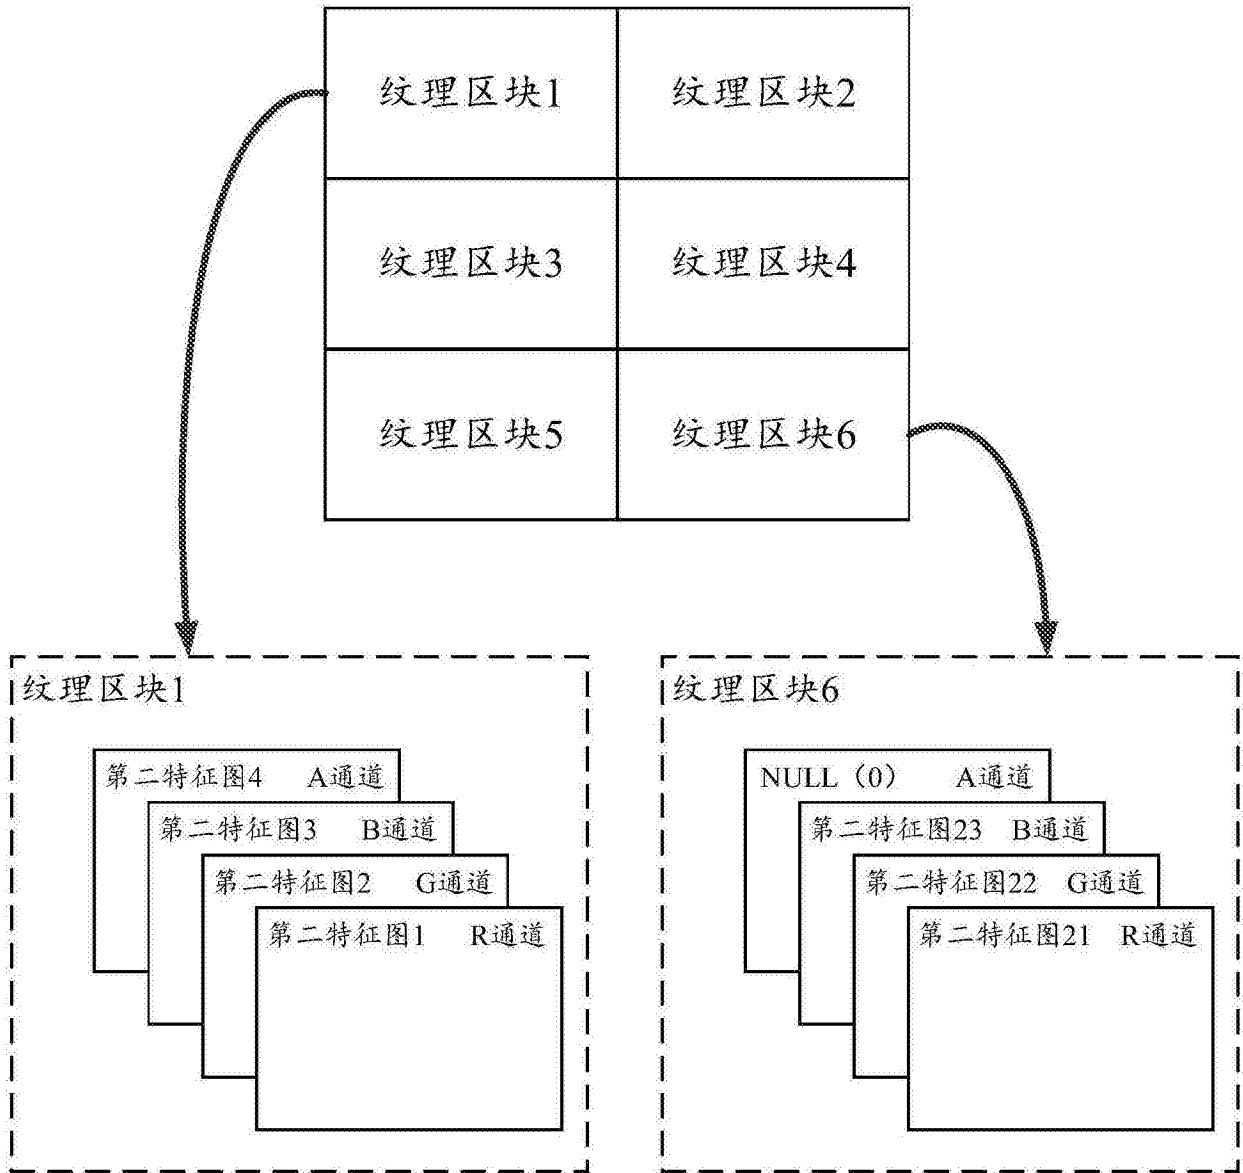 纹理区块1 纹理区块2
纹理区块3 纹理区块4
纹理区块5 纹理区块6
纹理区块1
第二特征图4 A通道
第二特征图3 B通道
第二特征图2 G通道
第二特征图1 R通道
纹理区块6
NULL（0） A通道
第二特征图23 B通道
第二特征图22 G通道
第二特征图21 R通道